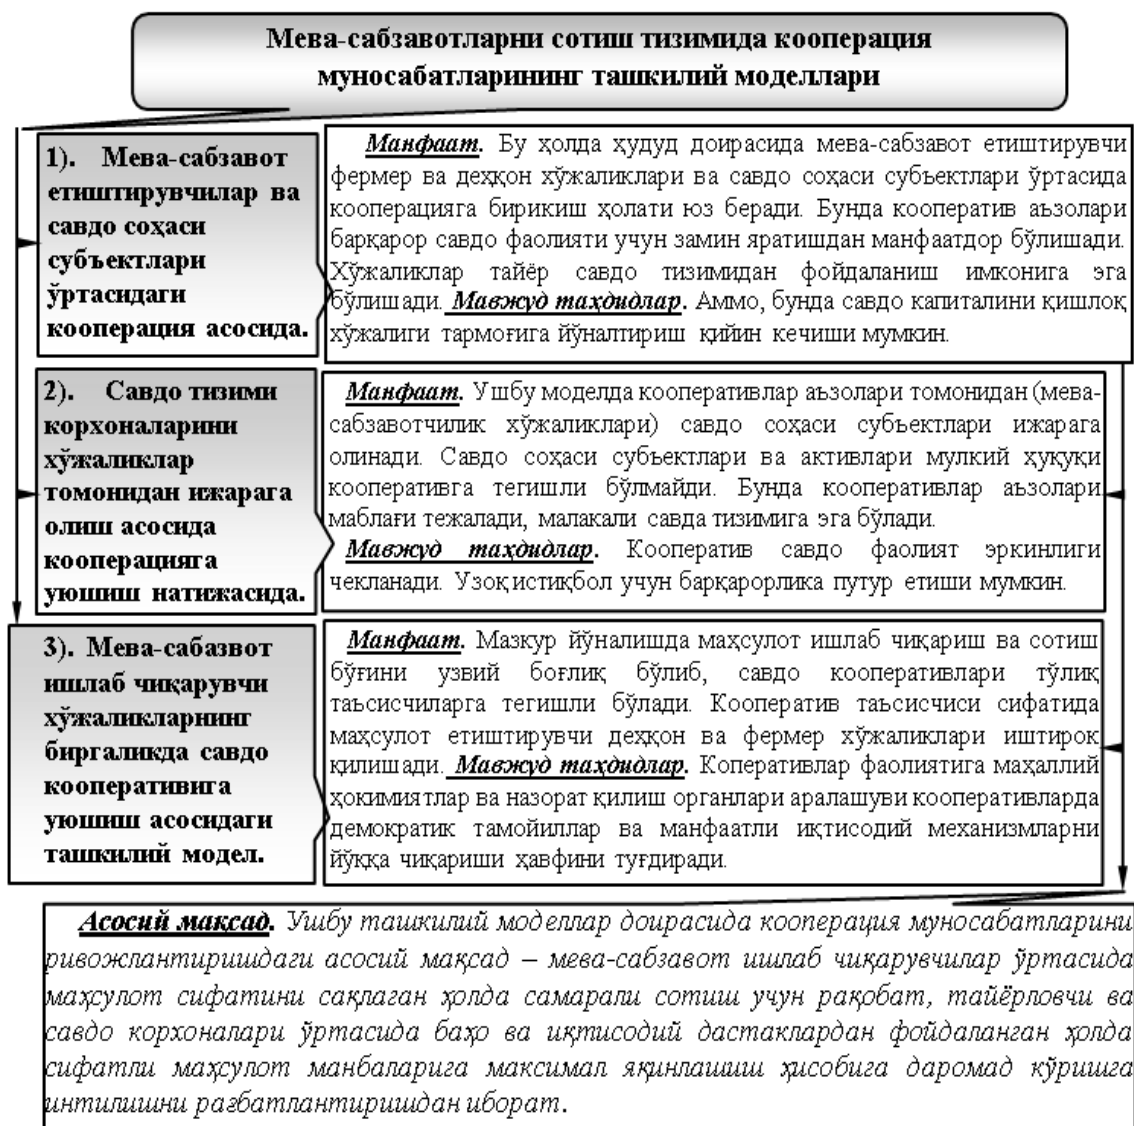 Мева-сабзавотларни сотиш тизимида кооперация
муносабатларининг ташкилий моделлари
1). Мева-сабзавот
етиштирувчилар ва
савдо соҳаси
субъектлари
ўртасидаги
кооперация асосида.
Манфаат. Бу ҳолда ҳудуд доирасида мева-сабзавот етиштирувчи
фермер ва деҳқон хўжаликлари ва савдо соҳаси субъектлари ўртасида
кооперацияга бирикиш ҳолати юз беради. Бунда кооператив аъзолари
барқарор савдо фаолияти учун замин яратишдан манфаатдор бўлишади.
Хўжаликлар тайёр савдо тизимидан фойдаланиш имконига эга
бўлишади. Мавжуд таҳдидлар. Аммо, бунда савдо капиталини қишлоқ
хўжалиги тармоғига йўналтириш қийин кечиши мумкин.
2). Савдо тизими
корхоналарини
хўжаликлар
томонидан ижарага
олиш асосида
кооперацияга
уюшиш натижасида.
Манфаат. Ушбу моделда кооперативлар аъзолари томонидан (мева-
сабзавотчилик хўжаликлари) савдо соҳаси субъектлари ижарага
олинади. Савдо соҳаси субъектлари ва активлари мулкий ҳуқуқи
кооперативга тегишли бўлмайди. Бунда кооперативлар аъзолари
маблағи тежалади, малакали савда тизимига эга бўлади.
Мавжуд таҳдидлар. Кооператив савдо фаолият эркинлиги
чекланади. Узоқ истиқбол учун барқарорлика путур етиши мумкин.
3). Мева-сабазвот
ишлаб чиқарувчи
хўжаликларнинг
биргаликда савдо
кооперативига
уюшиш асосидаги
ташкилий модел.
Манфаат. Мазкур йўналишда маҳсулот ишлаб чиқариш ва сотиш
бўғини узвий боғлиқ бўлиб, савдо кооперативлари тўлиқ
таъсисчиларга тегишли бўлади. Кооператив таъсисчиси сифатида
маҳсулот етиштирувчи деҳқон ва фермер хўжаликлари иштирок
қилишади. Мавжуд таҳдидлар. Коперативлар фаолиятига маҳаллий
ҳокимиятлар ва назорат қилиш органлари аралашуви кооперативларда
демократик тамойиллар ва манфаатли иқтисодий механизмларни
йўққа чиқариши ҳавфини туғдиради.
Асосий мақсад. Ушбу ташкилий моделлар доирасида кооперация муносабатларини
ривожлантиришдаги асосий мақсад – мева-сабзавот ишлаб чиқарувчилар ўртасида
маҳсулот сифатини сақлаган ҳолда самарали сотиш учун рақобат, тайёрловчи ва
савдо корхоналари ўртасида баҳо ва иқтисодий дастаклардан фойдаланган ҳолда
сифатли маҳсулот манбаларига максимал яқинлашиш ҳисобига даромад кўришга
интилишни рағбатлантиришдан иборат.